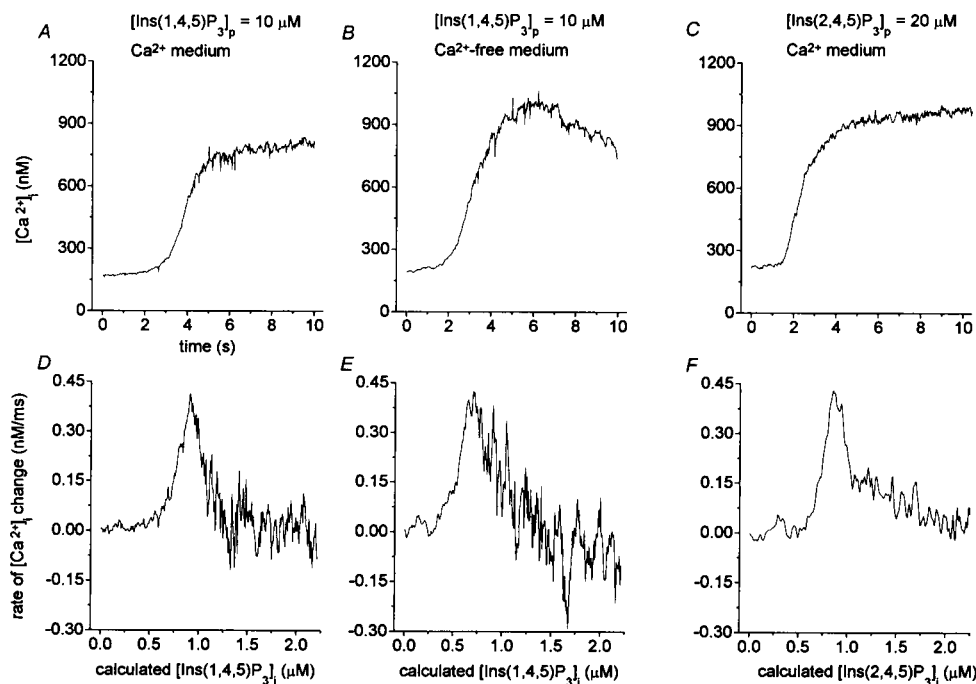 A [Ins(1,4,5)P3]p = 10 μM
Ca2+ medium
B [Ins(1,4,5)P3]p = 10 μM
Ca2+-free medium
C [Ins(2,4,5)P3]p = 20 μM
Ca2+ medium
[Ca2+]i (nM)
1200
900
600
300
0
0 2 4 6 8 10
time (s)
1200
900
600
300
0
0 2 4 6 8 10
1200
900
600
300
0
0 2 4 6 8 10
D
rate of [Ca2+]i change (nM/ms)
0.45
0.30
0.15
0.00
-0.15
-0.30
0.0 0.5 1.0 1.5 2.0
calculated [Ins(1,4,5)P3]i (μM)
E
0.45
0.30
0.15
0.00
-0.15
-0.30
0.0 0.5 1.0 1.5 2.0
calculated [Ins(1,4,5)P3]i (μM)
F
0.45
0.30
0.15
0.00
-0.15
-0.30
0.0 0.5 1.0 1.5 2.0
calculated [Ins(2,4,5)P3]i (μM)